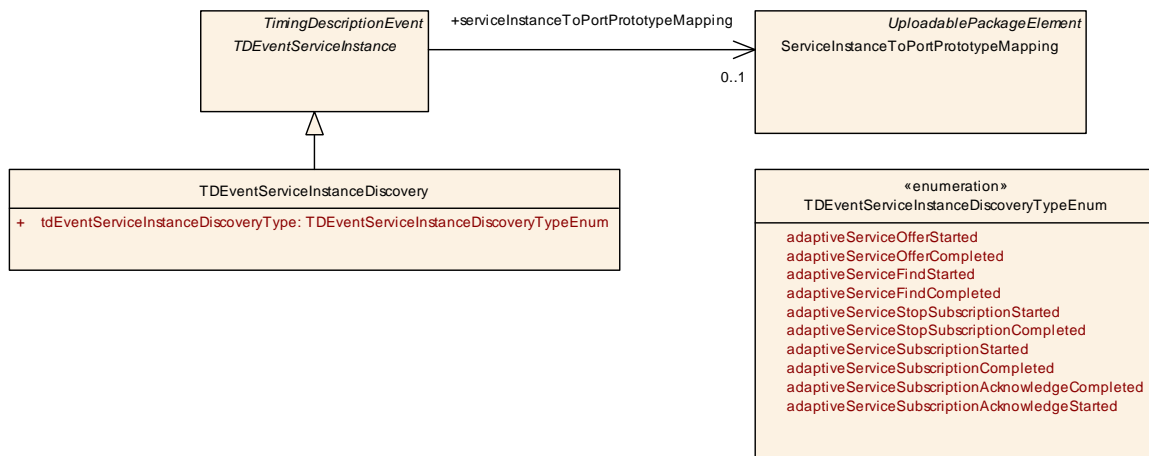 TimingDescriptionEvent
TDEventServiceInstance
+serviceInstanceToPortPrototypeMapping
0..1
UploadablePackageElement
ServiceInstanceToPortPrototypeMapping
TDEventServiceInstanceDiscovery
+ tdEventServiceInstanceDiscoveryType: TDEventServiceInstanceDiscoveryTypeEnum
«enumeration»
TDEventServiceInstanceDiscoveryTypeEnum
adaptiveServiceOfferStarted
adaptiveServiceOfferCompleted
adaptiveServiceFindStarted
adaptiveServiceFindCompleted
adaptiveServiceStopSubscriptionStarted
adaptiveServiceStopSubscriptionCompleted
adaptiveServiceSubscriptionStarted
adaptiveServiceSubscriptionCompleted
adaptiveServiceSubscriptionAcknowledgeCompleted
adaptiveServiceSubscriptionAcknowledgeStarted